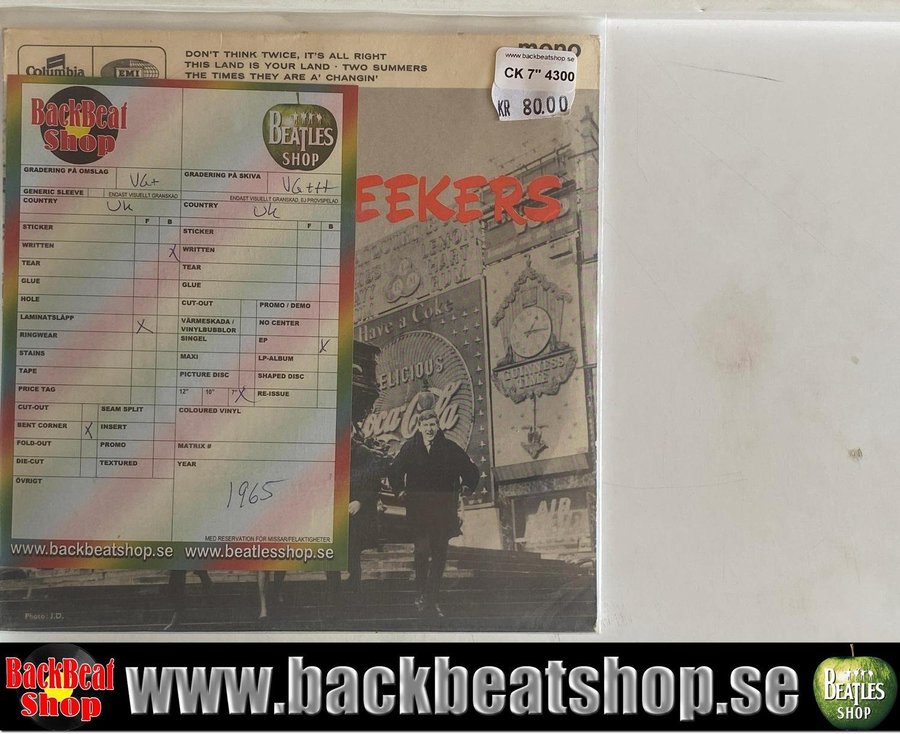 DON'T THINK TWICE, IT'S ALL RIGHT
THIS LAND IS YOUR LAND · TWO SUMMERS
THE TIMES THEY ARE A' CHANGIN'
mono
Columbia
EMI
www.backbeatshop.se
CK 7" 4300
KR 80.00
BackBeat
Shop
BEATLES
SHOP
GRADERING PÅ OMSLAG
VG+
GRADERING PÅ SKIVA
VG+++
GENERIC SLEEVE
ENDAST VISUELLT GRANSKAD
ENDAST VISUELLT GRANSKAD, EJ PROVSPELAD
COUNTRY
UK
COUNTRY
UK
F B
F B
STICKER
STICKER
WRITTEN
X
WRITTEN
TEAR
TEAR
GLUE
GLUE
HOLE
CUT-OUT
PROMO / DEMO
LAMINATSLÄPP
X
VÄRMESKADA /
VINYLBUBBLOR
NO CENTER
RINGWEAR
SINGEL
EP
X
STAINS
MAXI
LP-ALBUM
TAPE
PICTURE DISC
SHAPED DISC
PRICE TAG
12" 10" 7" X
RE-ISSUE
CUT-OUT
SEAM SPLIT
COLOURED VINYL
BENT CORNER
X
INSERT
FOLD-OUT
PROMO
MATRIX #
DIE-CUT
TEXTURED
YEAR
ÖVRIGT
1965
MED RESERVATION FÖR MISSAR/FELAKTIGHETER
www.backbeatshop.se www.beatlesshop.se
EEKERS
Have a Coke
DELICIOUS
Coca-Cola
GUINNESS
TIME
AIR
Photo: J.D.
BackBeat
Shop
www.backbeatshop.se
BEATLES
SHOP